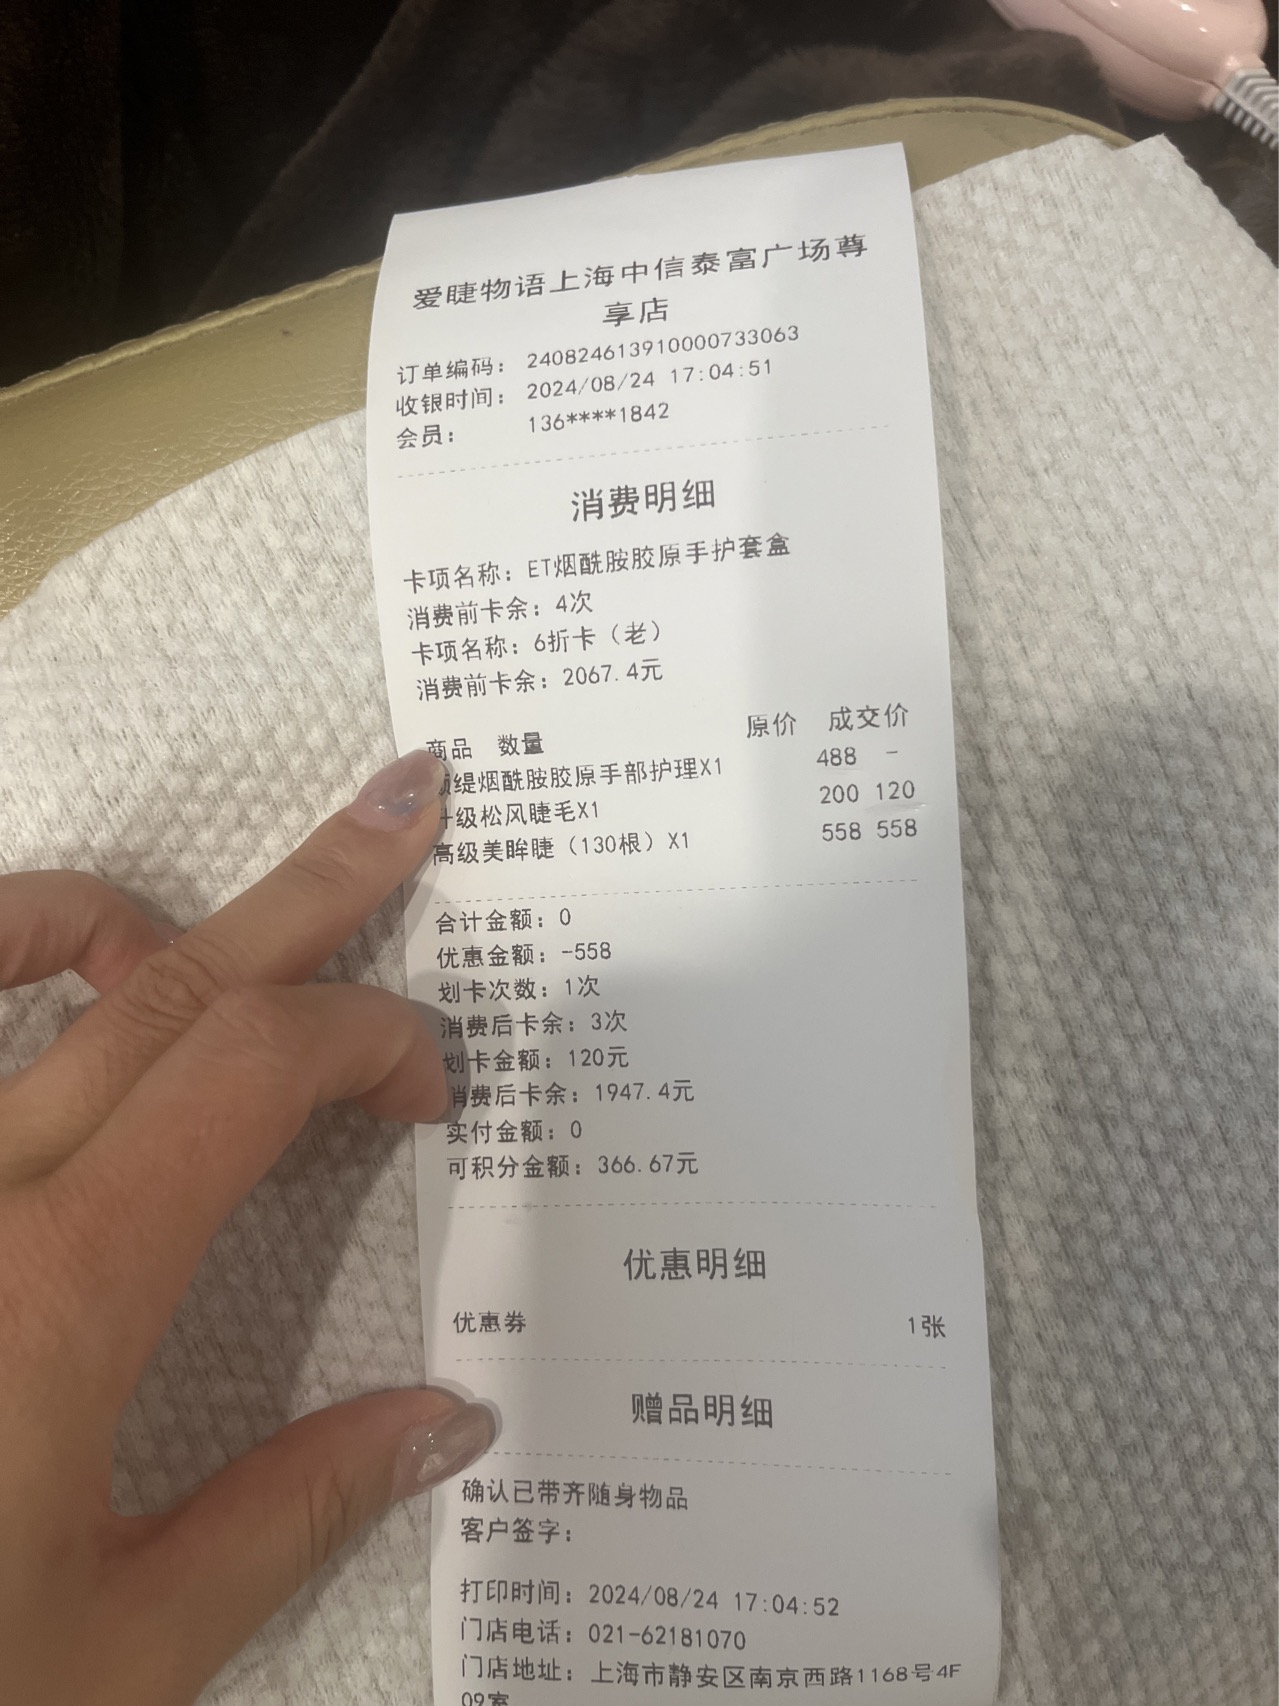 爱睫物语上海中信泰富广场尊
享店
订单编码： 240824613910000733063
收银时间： 2024/08/24 17:04:51
会员： 136****1842
消费明细
卡项名称：ET烟酰胺胶原手护套盒
消费前卡余：4次
卡项名称：6折卡（老）
消费前卡余：2067.4元
商品 数量 原价 成交价
缇烟酰胺胶原手部护理X1 488 -
级松风睫毛X1 200 120
高级美眸睫（130根）X1 558 558
合计金额：0
优惠金额：-558
划卡次数：1次
消费后卡余：3次
划卡金额：120元
消费后卡余：1947.4元
实付金额：0
可积分金额：366.67元
优惠明细
优惠券 1张
赠品明细
确认已带齐随身物品
客户签字：
打印时间：2024/08/24 17:04:52
门店电话：021-62181070
门店地址：上海市静安区南京西路1168号4F
09室